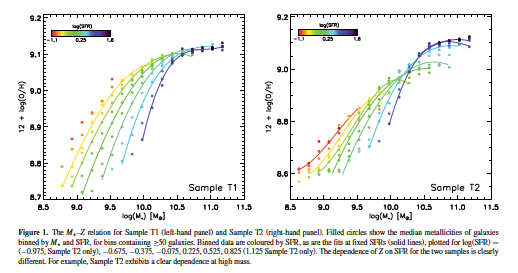 9.2
log(SFR)
-1.1 0.25 1.6
9.1
9.0
8.9
8.8
8.7
12 + log(O/H)
Sample T1
8.5 9.0 9.5 10.0 10.5 11.0 11.5
log(M*) [M⊙]
9.2
log(SFR)
-1.1 0.25 1.6
9.0
8.8
8.6
12 + log(O/H)
Sample T2
8.5 9.0 9.5 10.0 10.5 11.0 11.5
log(M*) [M⊙]
Figure 1. The M*–Z relation for Sample T1 (left-hand panel) and Sample T2 (right-hand panel). Filled circles show the median metallicities of galaxies
binned by M* and SFR, for bins containing ≥50 galaxies. Binned data are coloured by SFR, as are the fits at fixed SFRs (solid lines), plotted for log(SFR) =
(−0.975, Sample T2 only), −0.675, −0.375, −0.075, 0.225, 0.525, 0.825 (1.125 Sample T2 only). The dependence of Z on SFR for the two samples is clearly
different. For example, Sample T2 exhibits a clear dependence at high mass.